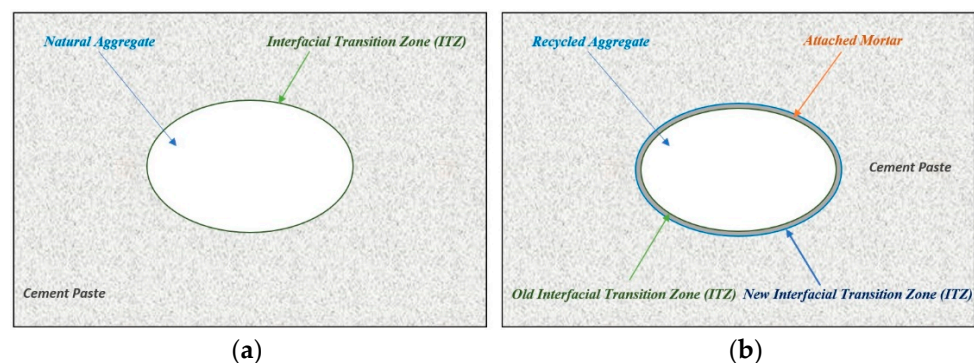 Natural Aggregate
Interfacial Transition Zone (ITZ)
Cement Paste
(a)
Recycled Aggregate
Attached Mortar
Cement Paste
Old Interfacial Transition Zone (ITZ)
New Interfacial Transition Zone (ITZ)
(b)